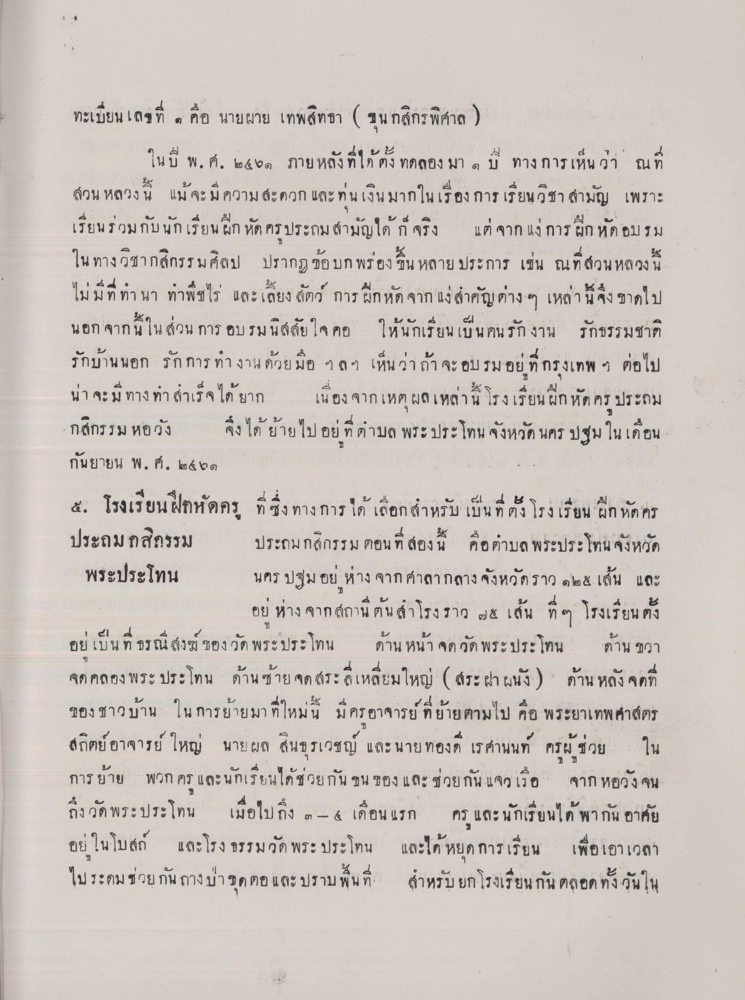 ทะเบียนเลขที่ ๑ คือ นายผาย เทพสิทธา ( ขุนกสิกรพิศาล )
ในปี พ.ศ. ๒๔๖๑ ภายหลังที่ได้ตั้งทดลองมา ๑ ปี ทางการเห็นว่า ณที่
สวนหลวงนี้ แม้จะมีความสะดวกและทุ่นเงินมากในเรื่องการเรียนวิชาสามัญ เพราะ
เรียนร่วมกับนักเรียนฝึกหัดครูประถมสามัญได้ก็จริง แต่จากแง่การฝึกหัดอบรม
ในทางวิชากสิกรรมศิลป ปรากฏข้อบกพร่องขึ้นหลายประการ เช่น ณที่สวนหลวงนี้
ไม่มีที่ทำนา ทำพืชไร่ และเลี้ยงสัตว์ การฝึกหัดจากแง่สำคัญต่างๆ เหล่านี้จึงขาดไป
นอกจากนี้ในส่วนการอบรมนิสสัยใจคอ ให้นักเรียนเป็นคนรักงาน รักธรรมชาติ
รักบ้านนอก รักการทำงานด้วยมือ ฯลฯ เห็นว่าถ้าจะอบรมอยู่ที่กรุงเทพฯ ต่อไป
น่าจะมีทางทำสำเร็จได้ยาก เนื่องจากเหตุผลเหล่านี้โรงเรียนฝึกหัดครูประถม
กสิกรรมหอวัง จึงได้ย้ายไปอยู่ที่ตำบลพระประโทนจังหวัดนครปฐมในเดือน
กันยายน พ.ศ. ๒๔๖๑
๕. โรงเรียนฝึกหัดครู ที่ซึ่งทางการได้เลือกสำหรับเป็นที่ตั้งโรงเรียนฝึกหัดคร
ประถมกสิกรรม ประถมกสิกรรมตอนที่สองนี้ คือตำบลพระประโทนจังหวัด
พระประโทน นครปฐมอยู่ห่างจากศาลากลางจังหวัดราว ๑๒๕ เส้น และ
อยู่ห่างจากสถานีต้นสำโรงราว ๗๕ เส้น ที่ๆ โรงเรียนตั้ง
อยู่เป็นที่ธรณีสงฆ์ของวัดพระประโทน ด้านหน้าจดวัดพระประโทน ด้านขวา
จดคลองพระประโทน ด้านซ้ายจดสระสี่เหลี่ยมใหญ่ ( สระฝาผนัง ) ด้านหลังจดที่
ของชาวบ้าน ในการย้ายมาที่ใหม่นี้ มีครูอาจารย์ที่ย้ายตามไป คือ พระยาเทพศาสตร
สถิตย์อาจารย์ใหญ่ นายผล สินธุรเวชญ์ และนายทองดี เรศานนท์ ครูผู้ช่วย ใน
การย้าย พวกครูและนักเรียนได้ช่วยกันขนของและช่วยกันแจวเรือ จากหอวังจน
ถึงวัดพระประโทน เมื่อไปถึง ๓ – ๔ เดือนแรก ครูและนักเรียนได้พากันอาศัย
อยู่ในโบสถ์ และโรงธรรมวัดพระประโทน และได้หยุดการเรียน เพื่อเอาเวลา
ไประดมช่วยกันถางป่าขุดตอและปราบพื้นที่ สำหรับยกโรงเรียนกันตลอดทั้งวันใน